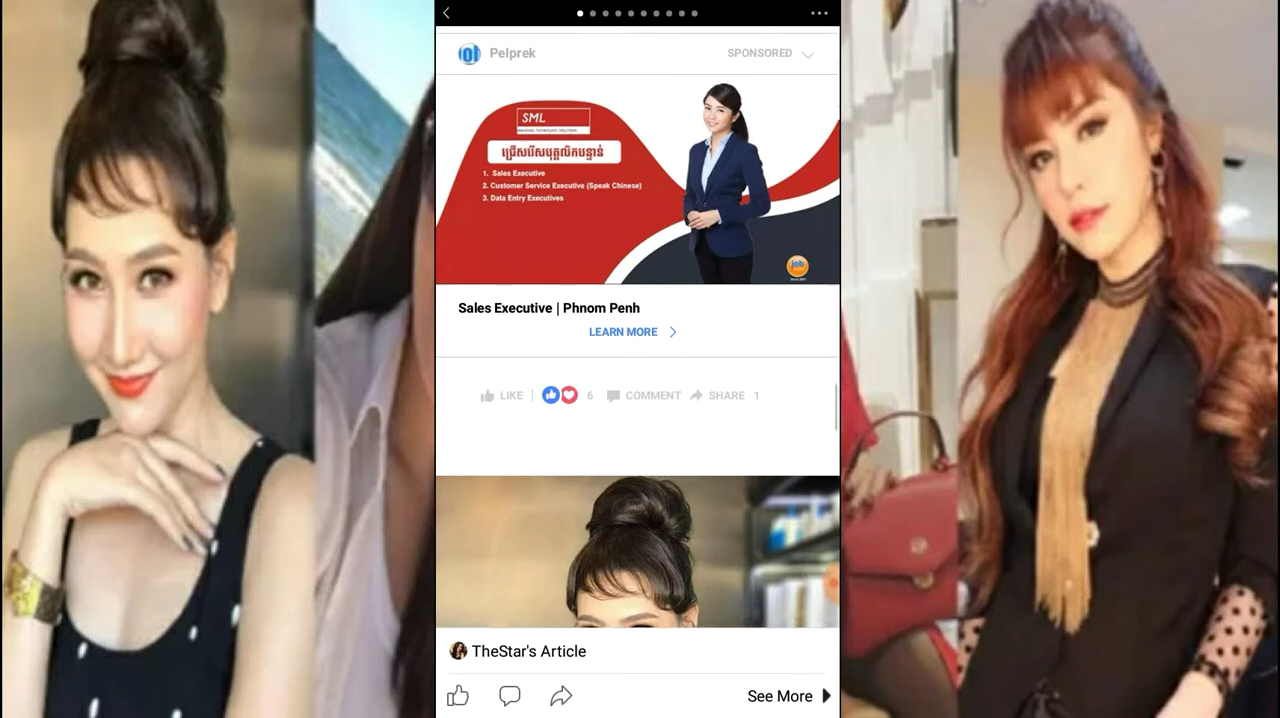 Pelprek
SPONSORED
SML
ជ្រើសរើសបុគ្គលិកបន្ទាន់
1. Sales Executive
2. Customer Service Executive (Speak Chinese)
3. Data Entry Executives
job
Sales Executive | Phnom Penh
LEARN MORE
LIKE
6
COMMENT
SHARE 1
TheStar's Article
See More